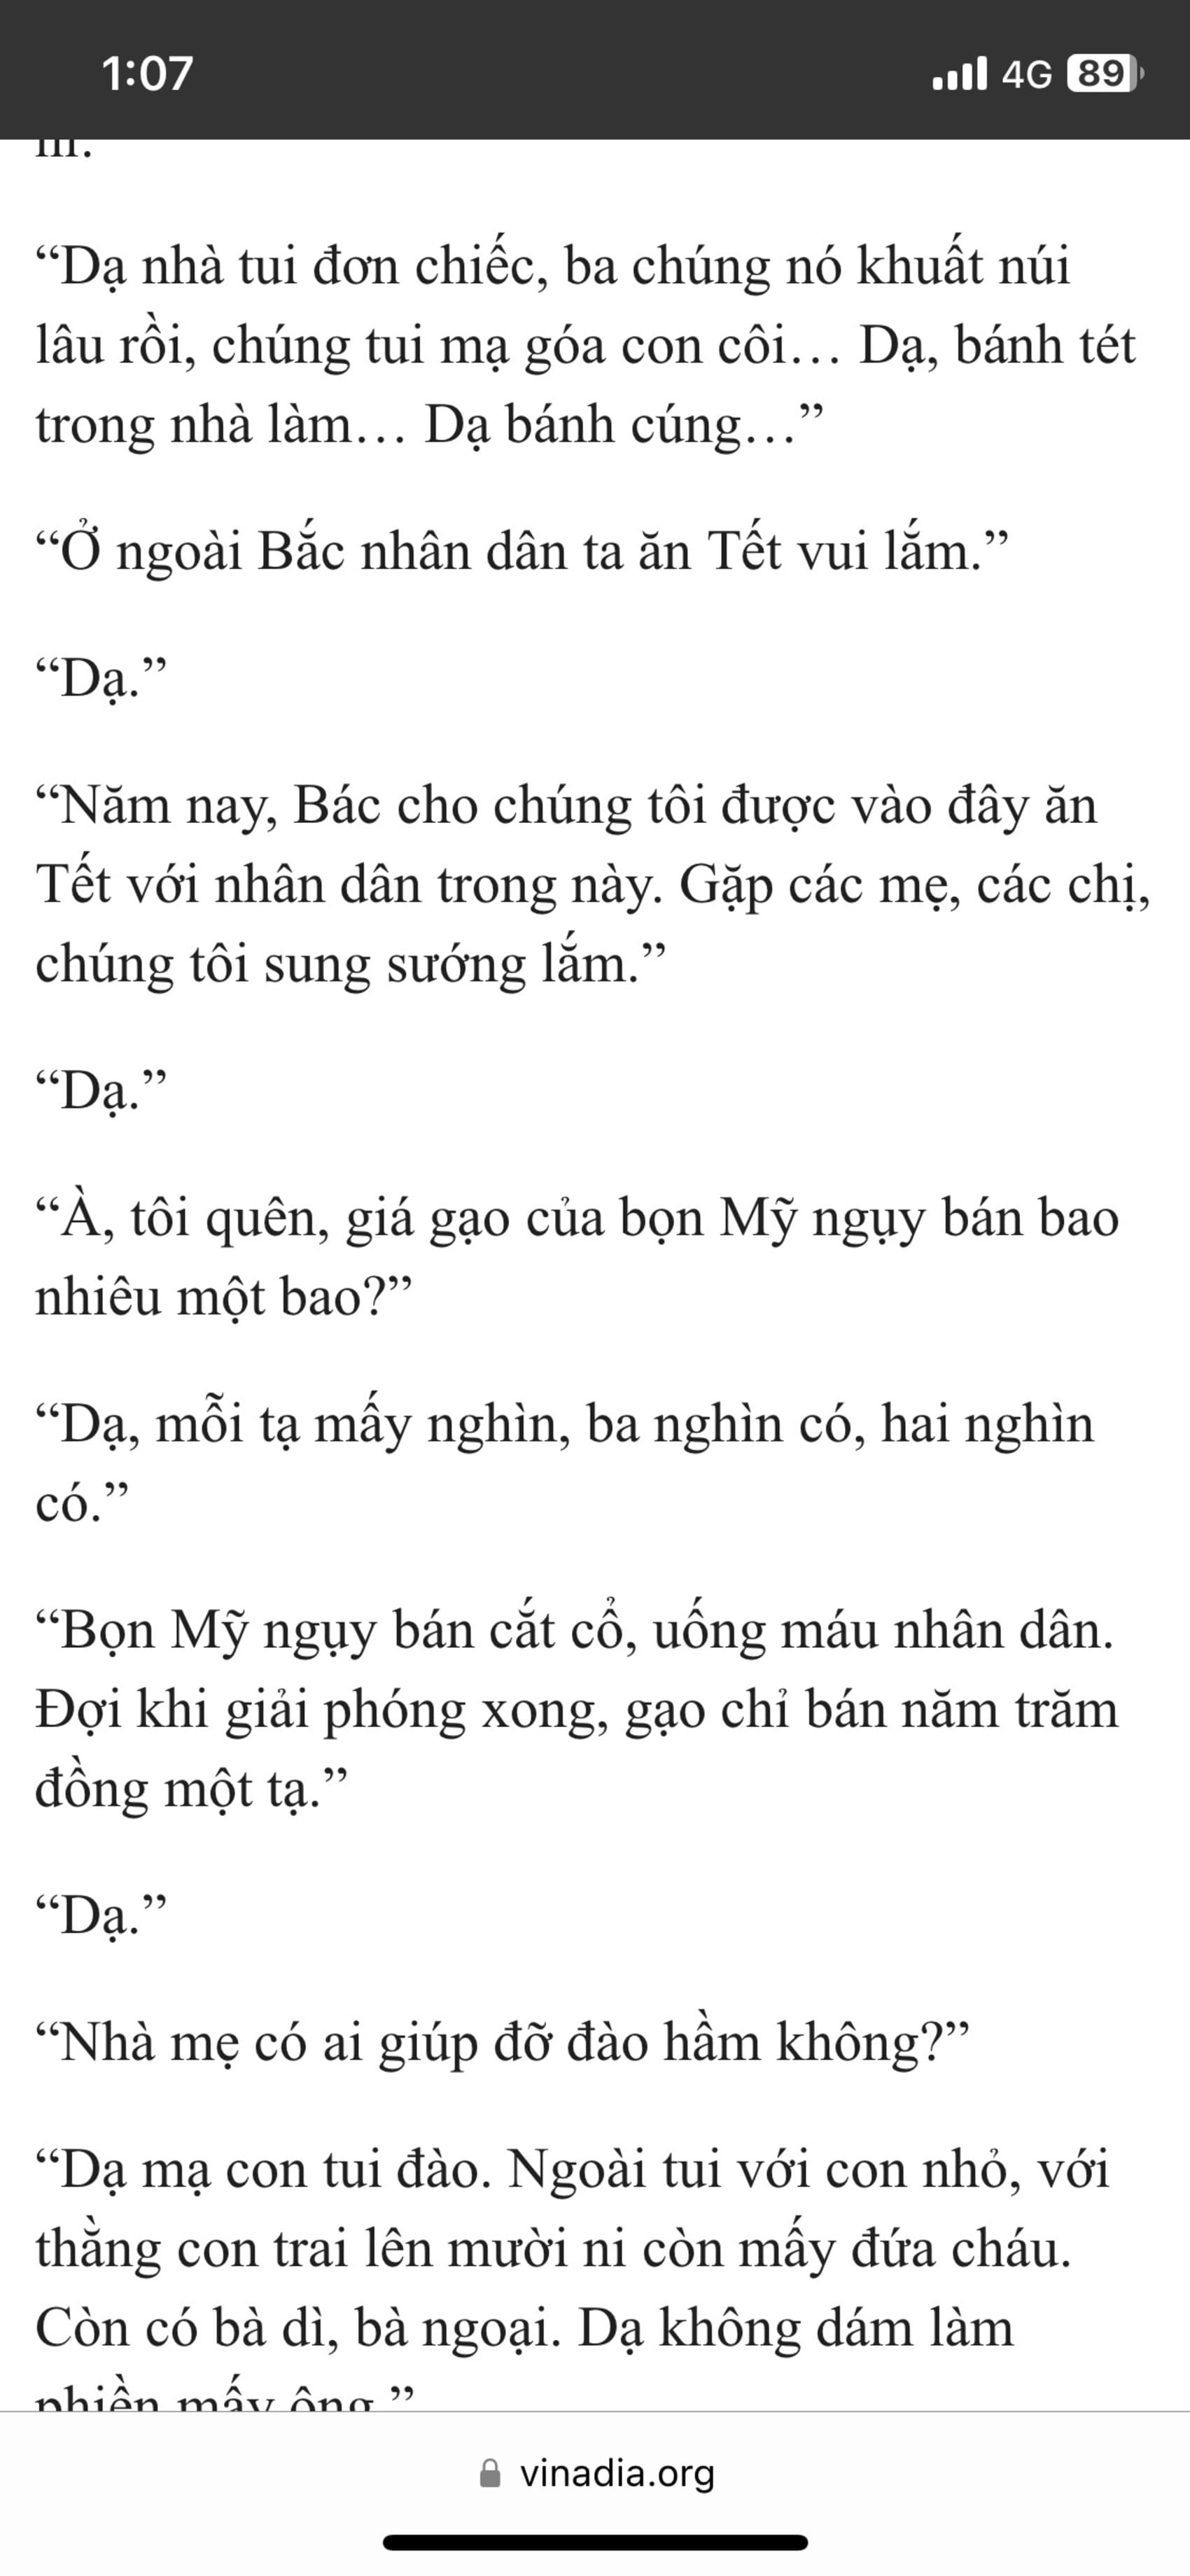 1:07
4G 89
“Dạ nhà tui đơn chiếc, ba chúng nó khuất núi
lâu rồi, chúng tui mạ góa con côi… Dạ, bánh tét
trong nhà làm… Dạ bánh cúng…”
“Ở ngoài Bắc nhân dân ta ăn Tết vui lắm.”
“Dạ.”
“Năm nay, Bác cho chúng tôi được vào đây ăn
Tết với nhân dân trong này. Gặp các mẹ, các chị,
chúng tôi sung sướng lắm.”
“Dạ.”
“À, tôi quên, giá gạo của bọn Mỹ ngụy bán bao
nhiêu một bao?”
“Dạ, mỗi tạ mấy nghìn, ba nghìn có, hai nghìn
có.”
“Bọn Mỹ ngụy bán cắt cổ, uống máu nhân dân.
Đợi khi giải phóng xong, gạo chỉ bán năm trăm
đồng một tạ.”
“Dạ.”
“Nhà mẹ có ai giúp đỡ đào hầm không?”
“Dạ mạ con tui đào. Ngoài tui với con nhỏ, với
thằng con trai lên mười ni còn mấy đứa cháu.
Còn có bà dì, bà ngoại. Dạ không dám làm
phiền mấy ông.”
vinadia.org